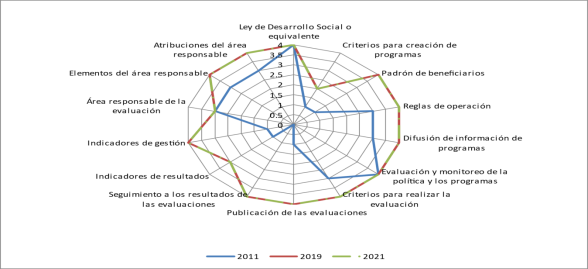 Ley de Desarrollo Social o
equivalente
Criterios para creación de
programas
Padrón de beneficiarios
Reglas de operación
Difusión de información de
programas
Evaluación y monitoreo de la
política y los programas
Criterios para realizar la
evaluación
Publicación de las evaluaciones
Seguimiento a los resultados de
las evaluaciones
Indicadores de resultados
Indicadores de gestión
Área responsable de la
evaluación
Elementos del área responsable
Atribuciones del área
responsable
4
3.5
3
2.5
2
1.5
1
0.5
0
2011 2019 2021